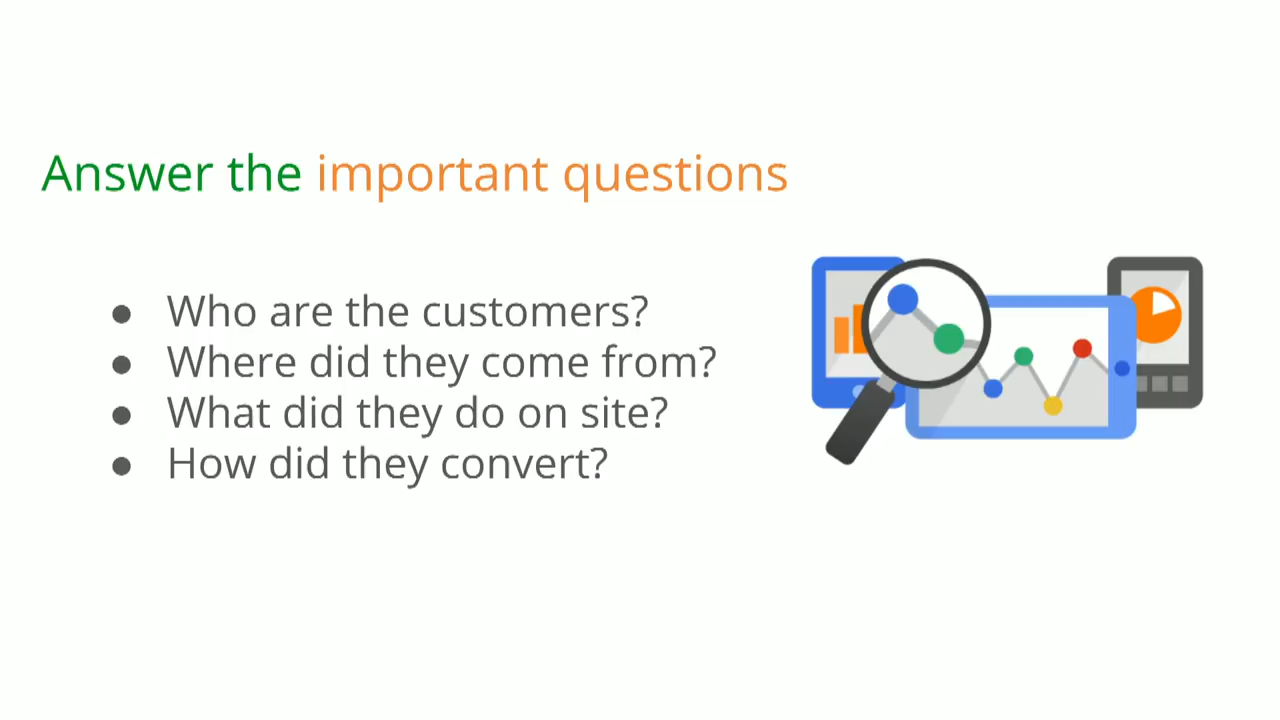 Answer the important questions
● Who are the customers?
● Where did they come from?
● What did they do on site?
● How did they convert?